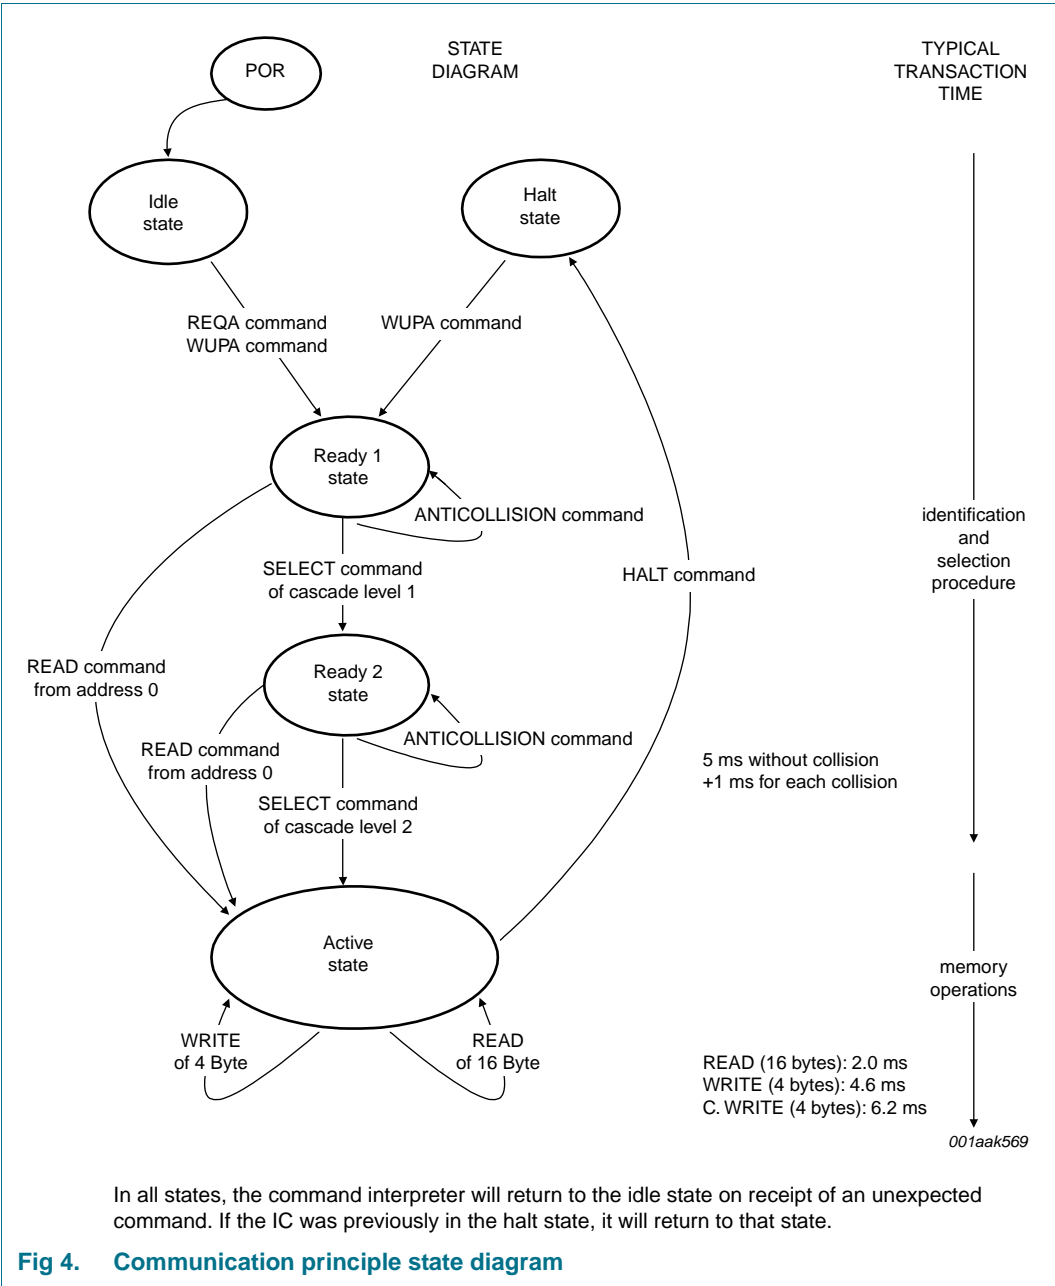 STATE
DIAGRAM
TYPICAL
TRANSACTION
TIME
POR
Idle
state
Halt
state
REQA command
WUPA command
WUPA command
Ready 1
state
ANTICOLLISION command
identification
and
selection
procedure
SELECT command
of cascade level 1
HALT command
READ command
from address 0
Ready 2
state
ANTICOLLISION command
READ command
from address 0
5 ms without collision
+1 ms for each collision
SELECT command
of cascade level 2
Active
state
memory
operations
WRITE
of 4 Byte
READ
of 16 Byte
READ (16 bytes): 2.0 ms
WRITE (4 bytes): 4.6 ms
C. WRITE (4 bytes): 6.2 ms
001aak569
In all states, the command interpreter will return to the idle state on receipt of an unexpected
command. If the IC was previously in the halt state, it will return to that state.
Fig 4. Communication principle state diagram